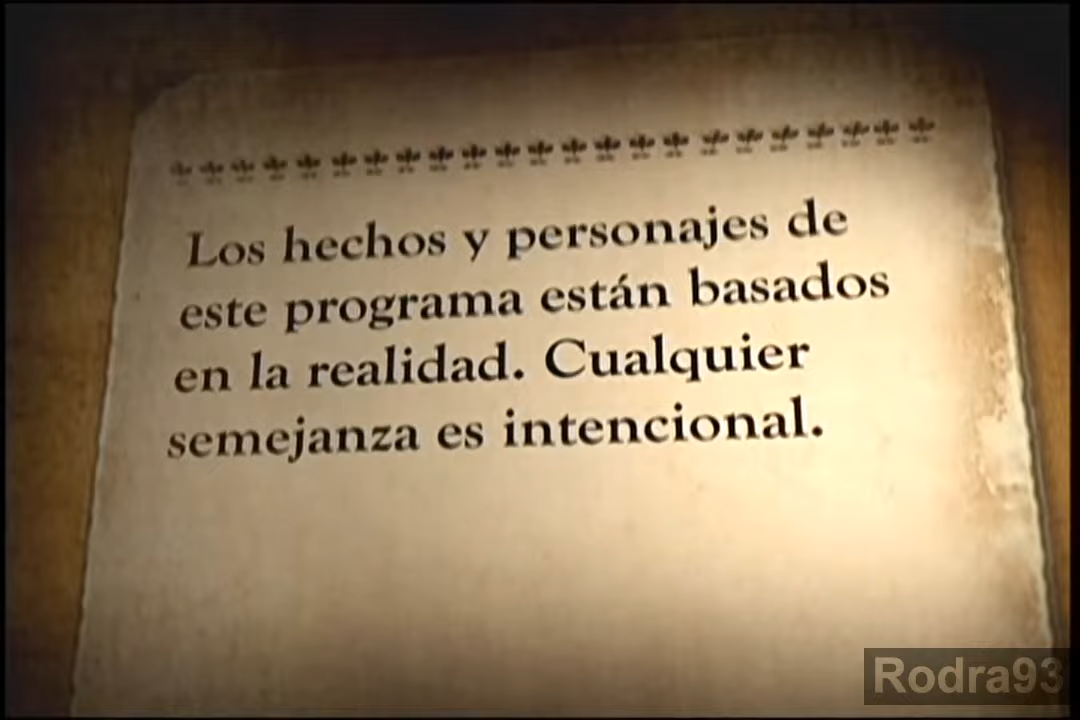 Los hechos y personajes de
este programa están basados
en la realidad. Cualquier
semejanza es intencional.
Rodra93